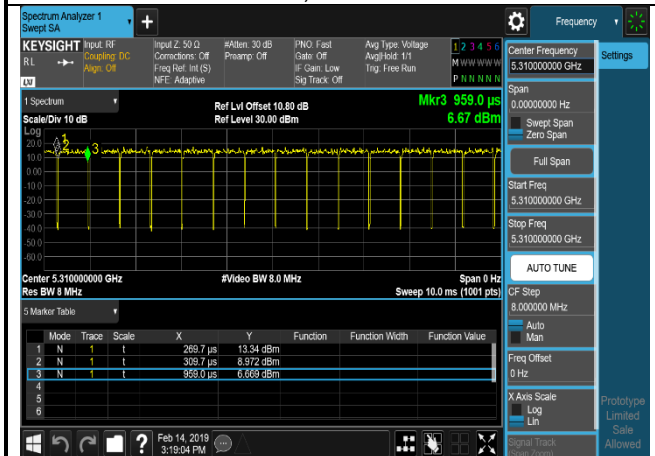 Spectrum Analyzer 1
Swept SA
+
Frequency
KEYSIGHT
RL
Input: RF
Coupling: DC
Align: Off
Input Z: 50 Ω
Corrections: Off
Freq Ref: Int (S)
NFE: Adaptive
#Atten: 30 dB
Preamp: Off
PNO: Fast
Gate: Off
IF Gain: Low
Sig Track: Off
Avg Type: Voltage
Avg|Hold: 1/1
Trig: Free Run
1 2 3 4 5 6
M W W W W W
P N N N N N
LXI
Center Frequency
5.310000000 GHz
Settings
Span
0.00000000 Hz
Swept Span
Zero Span
Full Span
Start Freq
5.310000000 GHz
Stop Freq
5.310000000 GHz
AUTO TUNE
CF Step
8.000000 MHz
Auto
Man
Freq Offset
0 Hz
X Axis Scale
Log
Lin
Signal Track
(Span Zoom)
Prototype
Limited
Sale
Allowed
1 Spectrum
Scale/Div 10 dB
Ref Lvl Offset 10.80 dB
Ref Level 30.00 dBm
Mkr3 959.0 µs
6.67 dBm
Log
20.0
10.0
0.00
-10.0
-20.0
-30.0
-40.0
-50.0
-60.0
1
2
3
Center 5.310000000 GHz
Res BW 8 MHz
#Video BW 8.0 MHz
Span 0 Hz
Sweep 10.0 ms (1001 pts)
5 Marker Table
Mode Trace Scale X Y Function Function Width Function Value
1 N 1 t 269.7 µs 13.34 dBm
2 N 1 t 309.7 µs 8.972 dBm
3 N 1 t 959.0 µs 6.669 dBm
4
5
6
?
Feb 14, 2019
3:19:04 PM